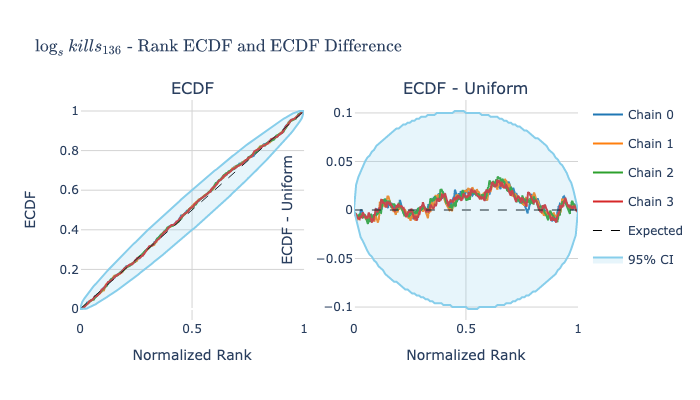 log_s kills_136 - Rank ECDF and ECDF Difference
ECDF
ECDF - Uniform
ECDF
1
0.8
0.6
0.4
0.2
0
0
0.5
1
Normalized Rank
ECDF - Uniform
0.1
0.05
0
−0.05
−0.1
0
0.5
1
Normalized Rank
Chain 0
Chain 1
Chain 2
Chain 3
Expected
95% CI